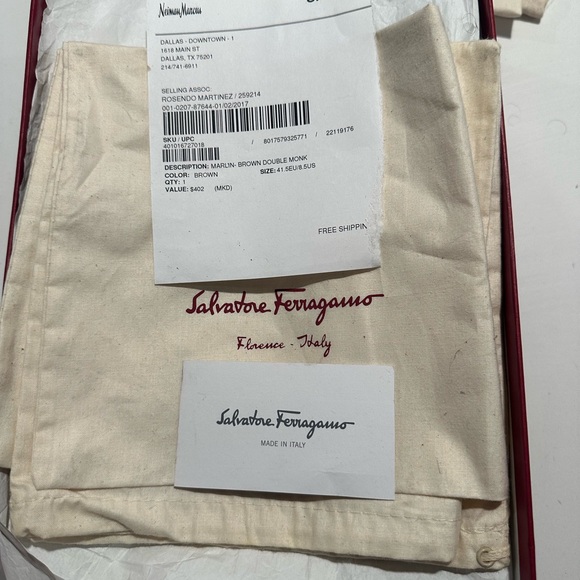 Neiman Marcus
DALLAS - DOWNTOWN - 1
1618 MAIN ST
DALLAS, TX 75201
214/741-6911
SELLING ASSOC
ROSENDO MARTINEZ / 259214
001-0207-87644-01/02/2017
SKU / UPC / 8017579325771 / 22119176
401016727018
DESCRIPTION: MARLIN- BROWN DOUBLE MONK
COLOR: BROWN SIZE: 41.5EU/8.5US
QTY: 1
VALUE: $402 (MKD)
FREE SHIPPIN
Salvatore Ferragamo
Florence - Italy
Salvatore Ferragamo
MADE IN ITALY